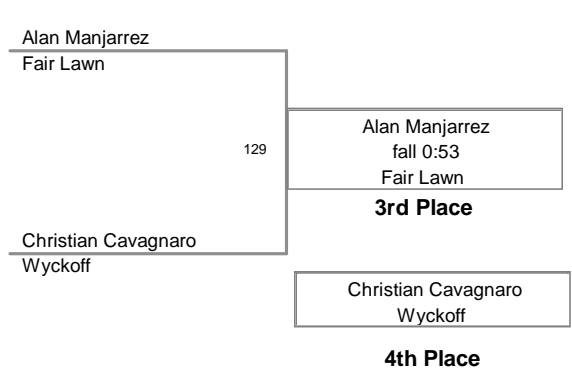 Alan Manjarrez
Fair Lawn
129
Alan Manjarrez
fall 0:53
Fair Lawn
3rd Place
Christian Cavagnaro
Wyckoff
Christian Cavagnaro
Wyckoff
4th Place